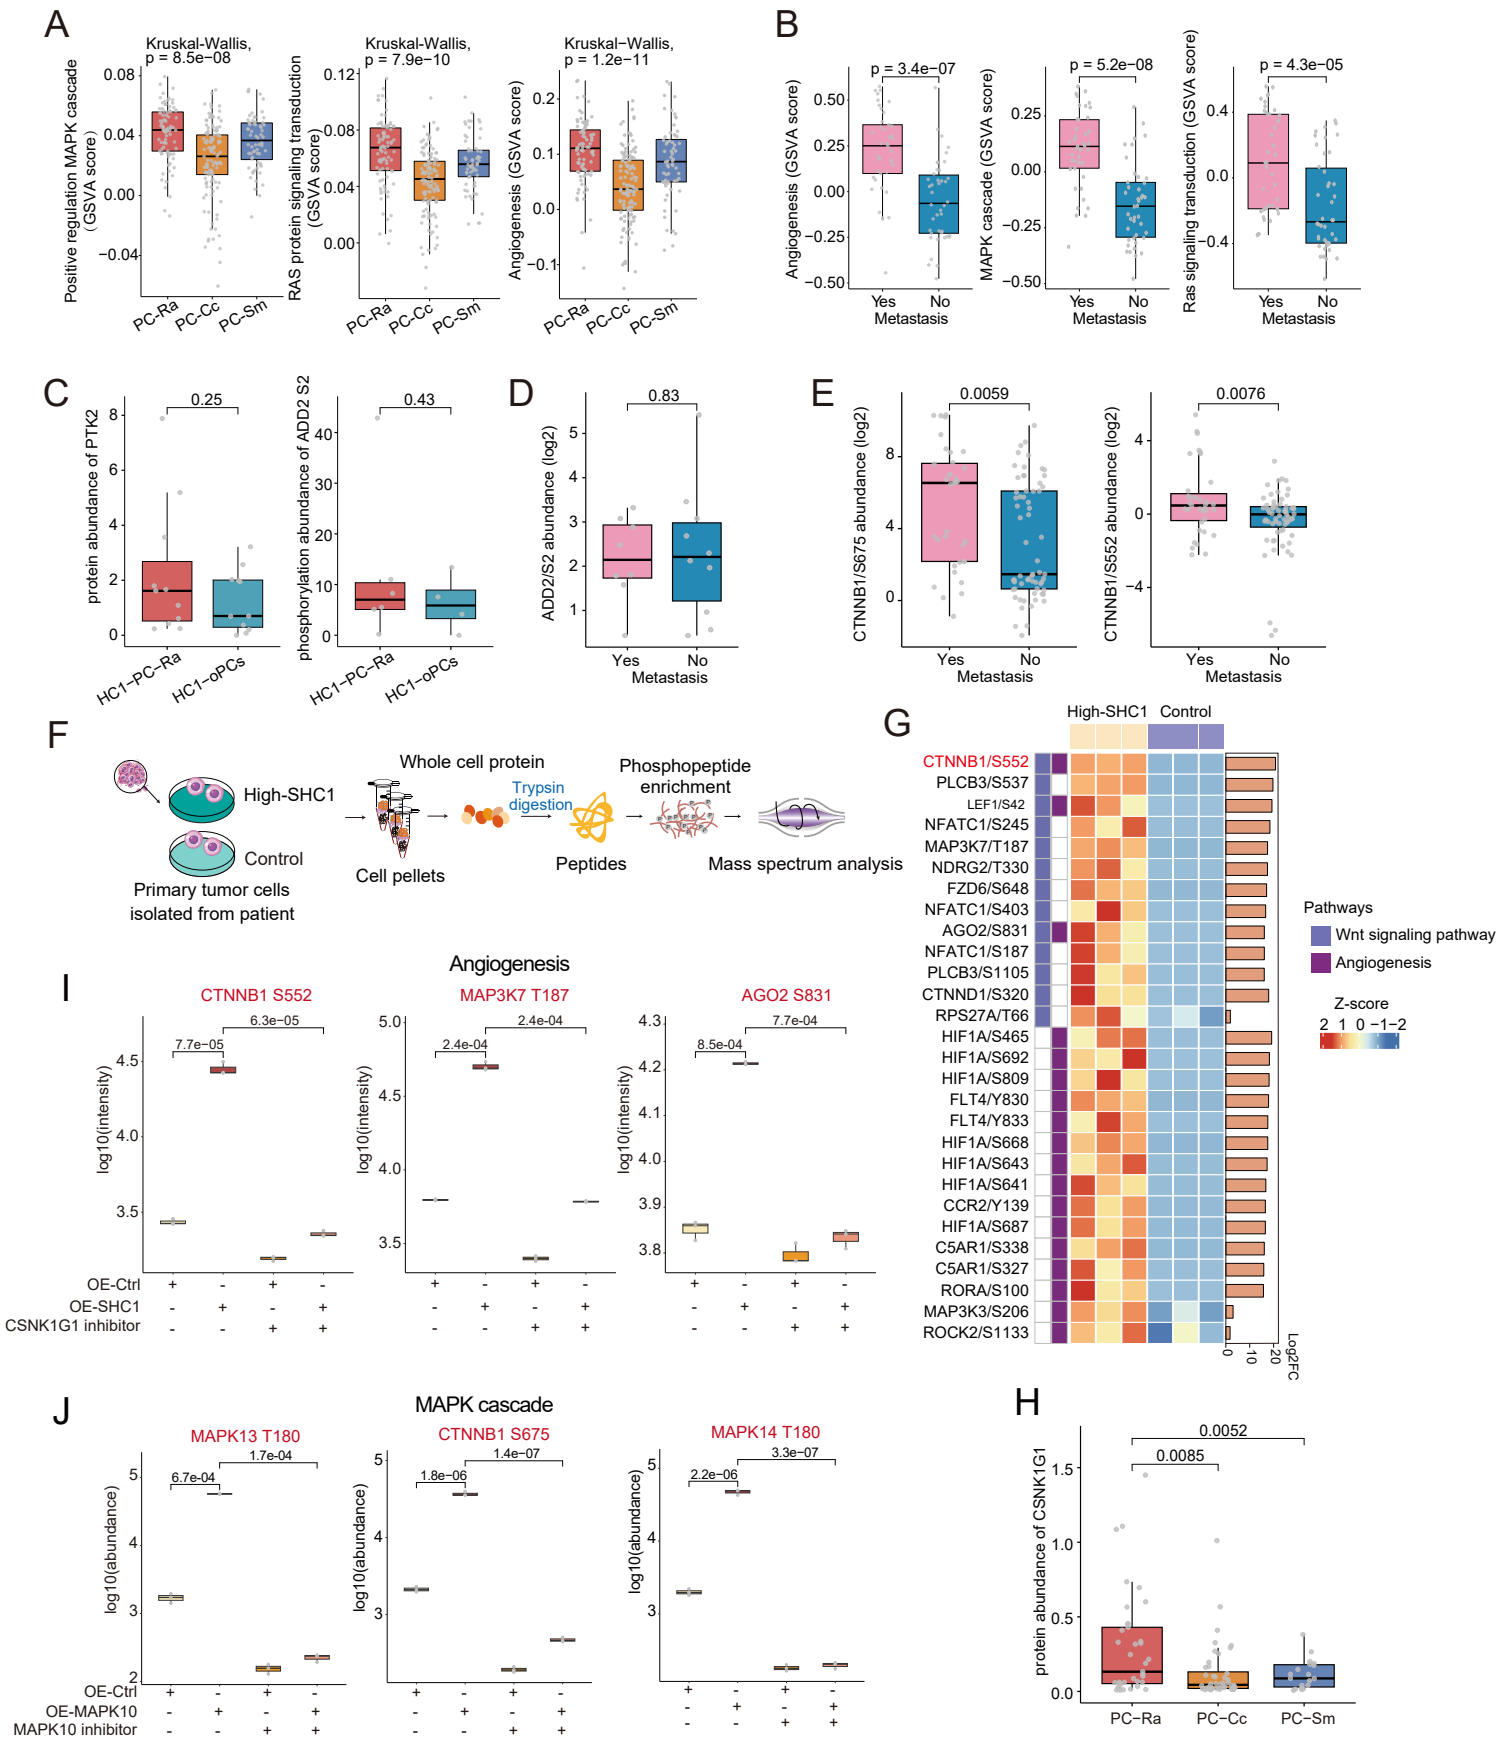 A
Kruskal-Wallis,
p = 8.5e−08
Positive regulation MAPK cascade
(GSVA score)
0.08
0.04
0.00
−0.04
PC-Ra
PC-Cc
PC-Sm
Kruskal-Wallis,
p = 7.9e−10
RAS protein signaling transduction
(GSVA score)
0.12
0.08
0.04
0.00
PC-Ra
PC-Cc
PC-Sm
Kruskal−Wallis,
p = 1.2e−11
Angiogenesis (GSVA score)
0.2
0.1
0.0
−0.1
PC-Ra
PC-Cc
PC-Sm
B
p = 3.4e−07
Angiogenesis (GSVA score)
0.50
0.25
0.00
−0.25
−0.50
Yes No
Metastasis
p = 5.2e−08
MAPK cascade (GSVA score)
0.25
0.00
−0.25
−0.50
Yes No
Metastasis
p = 4.3e−05
Ras signaling transduction (GSVA score)
0.4
0.0
−0.4
Yes No
Metastasis
C
0.25
protein abundance of PTK2
8
6
4
2
0
HC1−PC−Ra
HC1−oPCs
0.43
phosphorylation abundance of ADD2 S2
40
30
20
10
0
HC1−PC−Ra
HC1−oPCs
D
0.83
ADD2/S2 abundance (log2)
5
4
3
2
1
Yes No
Metastasis
E
0.0059
CTNNB1/S675 abundance (log2)
8
4
0
Yes No
Metastasis
0.0076
CTNNB1/S552 abundance (log2)
4
0
−4
Yes No
Metastasis
F
High-SHC1
Control
Primary tumor cells
isolated from patient
Cell pellets
Whole cell protein
Trypsin
digestion
Peptides
Phosphopeptide
enrichment
Mass spectrum analysis
G
High-SHC1 Control
CTNNB1/S552
PLCB3/S537
LEF1/S42
NFATC1/S245
MAP3K7/T187
NDRG2/T330
FZD6/S648
NFATC1/S403
AGO2/S831
NFATC1/S187
PLCB3/S1105
CTNND1/S320
RPS27A/T66
HIF1A/S465
HIF1A/S692
HIF1A/S809
FLT4/Y830
FLT4/Y833
HIF1A/S668
HIF1A/S643
HIF1A/S641
CCR2/Y139
HIF1A/S687
C5AR1/S338
C5AR1/S327
RORA/S100
MAP3K3/S206
ROCK2/S1133
0 10 20
Log2FC
Pathways
Wnt signaling pathway
Angiogenesis
Z-score
2 1 0 −1−2
I
Angiogenesis
CTNNB1 S552
6.3e−05
7.7e−05
log10(intensity)
4.5
4.0
3.5
MAP3K7 T187
2.4e−04
2.4e−04
log10(intensity)
5.0
4.5
4.0
3.5
AGO2 S831
7.7e−04
8.5e−04
log10(intensity)
4.3
4.2
4.1
4.0
3.9
3.8
OE-Ctrl + - + - + - + - + - + -
OE-SHC1 - + - + - + - + - + - +
CSNK1G1 inhibitor - - + + - - + + - - + +
J
MAPK cascade
MAPK13 T180
1.7e−04
6.7e−04
log10(abundance)
5
4
3
2
CTNNB1 S675
1.4e−07
1.8e−06
log10(abundance)
5
4
3
MAPK14 T180
3.3e−07
2.2e−06
log10(abundance)
5
4
3
OE-Ctrl + - + - + - + - + - + -
OE-MAPK10 - + - + - + - + - + - +
MAPK10 inhibitor - - + + - - + + - - + +
H
0.0052
0.0085
protein abundance of CSNK1G1
1.5
1.0
0.5
0.0
PC−Ra PC−Cc PC−Sm